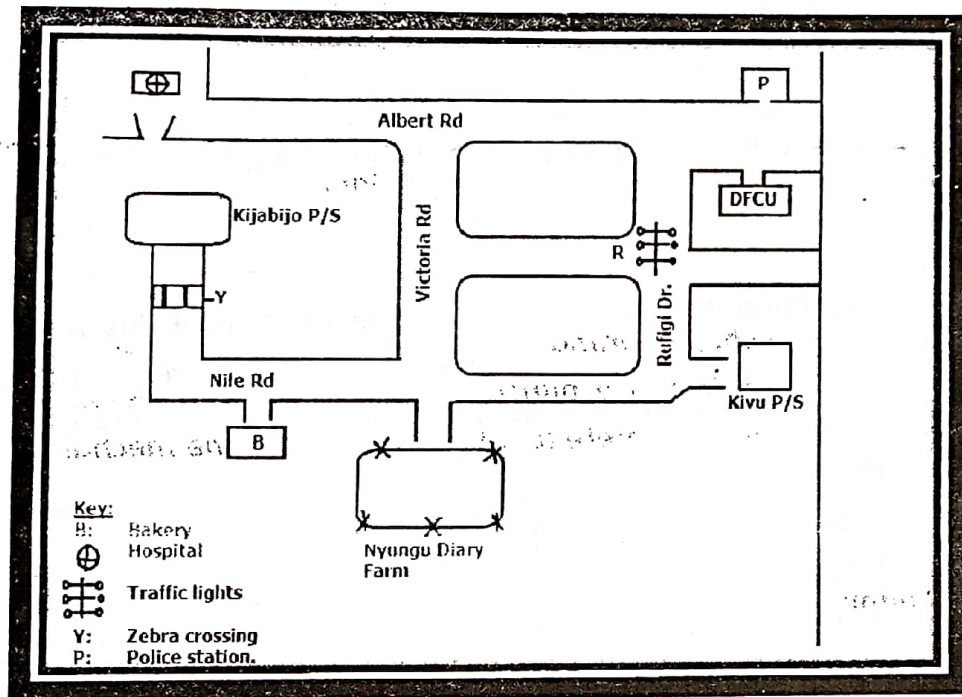 P
Albert Rd
DFCU
Kijabijo P/S
Victoria Rd
R
Y
Rufigi Dr.
Nile Rd
Kivu P/S
B
Nyungu Diary
Farm
Key:
B: Bakery
Hospital
Traffic lights
Y: Zebra crossing
P: Police station.